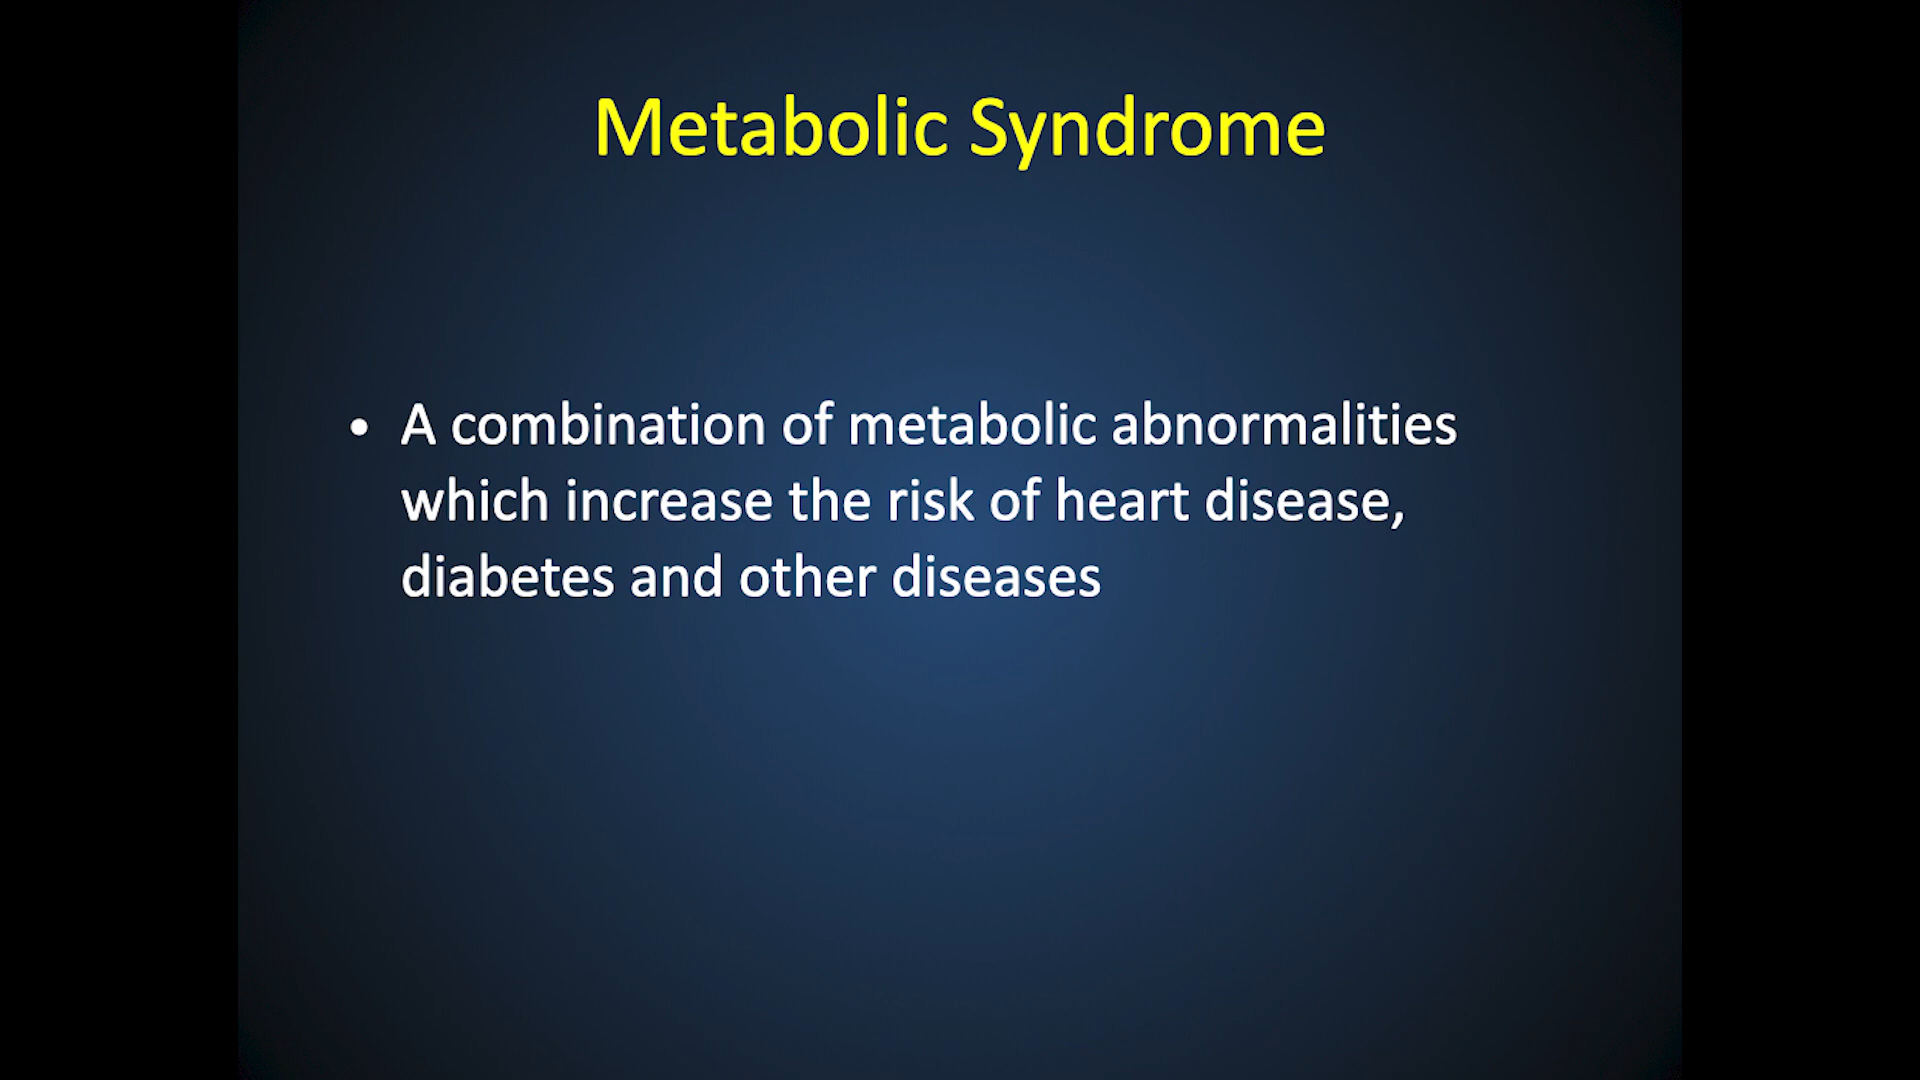 Metabolic Syndrome
• A combination of metabolic abnormalities
which increase the risk of heart disease,
diabetes and other diseases